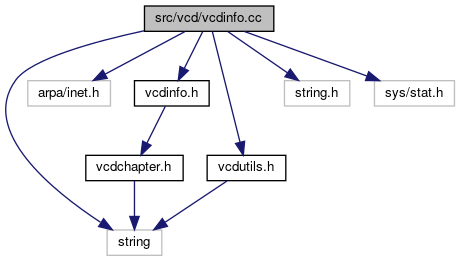 src/vcd/vcdinfo.cc
arpa/inet.h
vcdinfo.h
string.h
sys/stat.h
vcdchapter.h
vcdutils.h
string